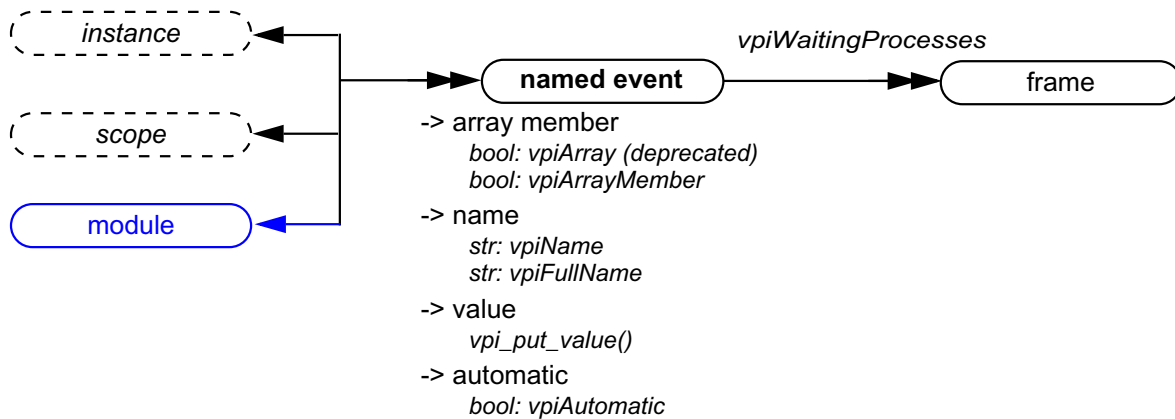 instance
scope
module
named event
vpiWaitingProcesses
frame
-> array member
bool: vpiArray (deprecated)
bool: vpiArrayMember
-> name
str: vpiName
str: vpiFullName
-> value
vpi_put_value()
-> automatic
bool: vpiAutomatic